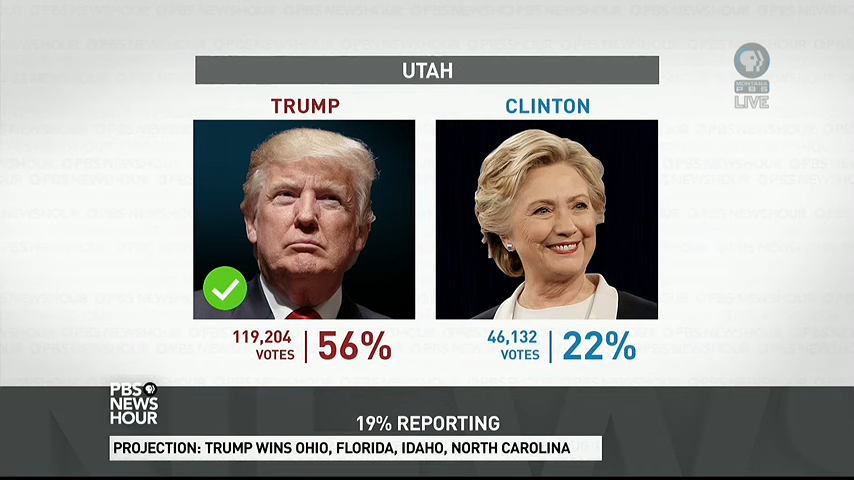 UTAH
MONTANA
PBS
LIVE
TRUMP
CLINTON
119,204
VOTES
56%
46,132
VOTES
22%
PBS
NEWS
HOUR
19% REPORTING
PROJECTION: TRUMP WINS OHIO, FLORIDA, IDAHO, NORTH CAROLINA